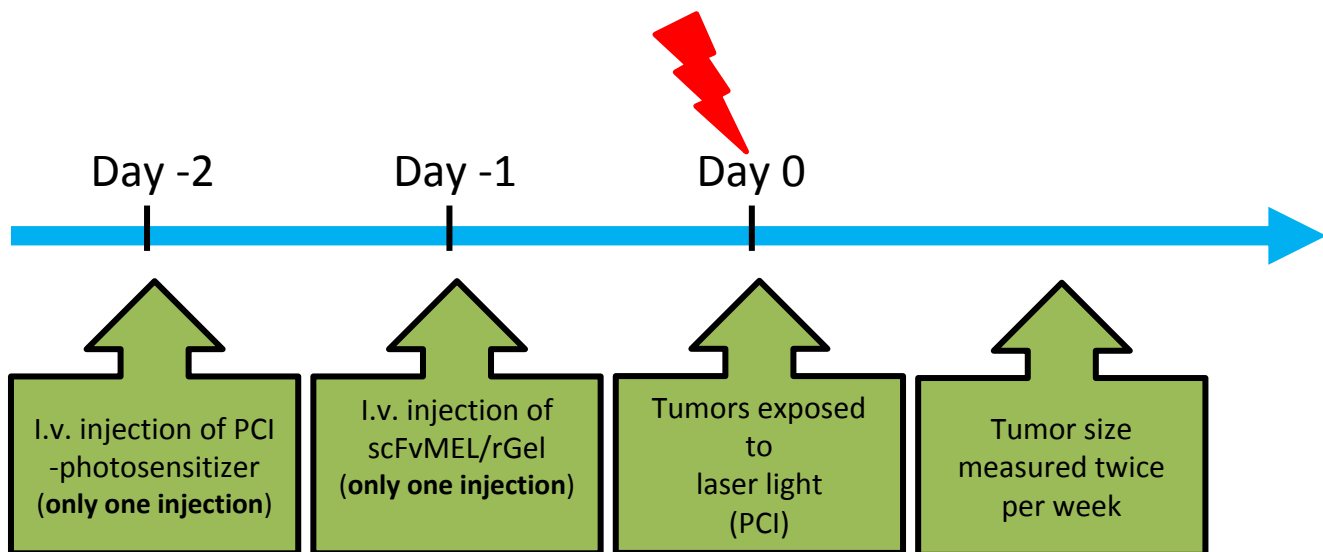 Day -2
Day -1
Day 0
I.v. injection of PCI
-photosensitizer
(only one injection)
I.v. injection of
scFvMEL/rGel
(only one injection)
Tumors exposed
to
laser light
(PCI)
Tumor size
measured twice
per week